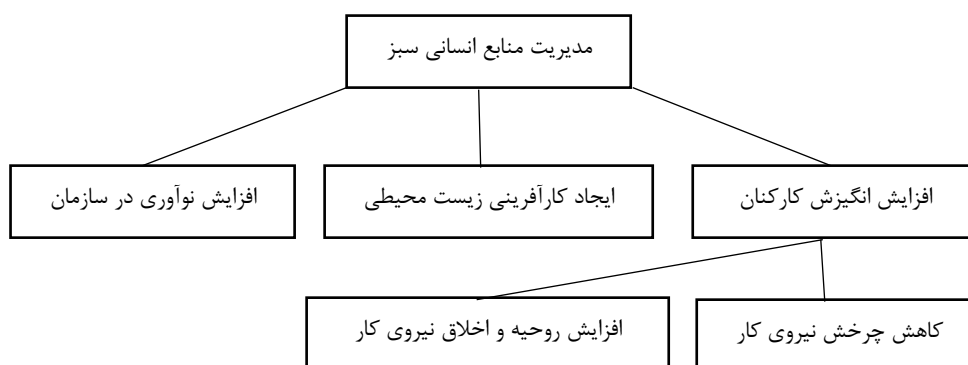 مدیریت منابع انسانی سبز
افزایش انگیزش کارکنان
ایجاد کارآفرینی زیست محیطی
افزایش نوآوری در سازمان
کاهش چرخش نیروی کار
افزایش روحیه و اخلاق نیروی کار